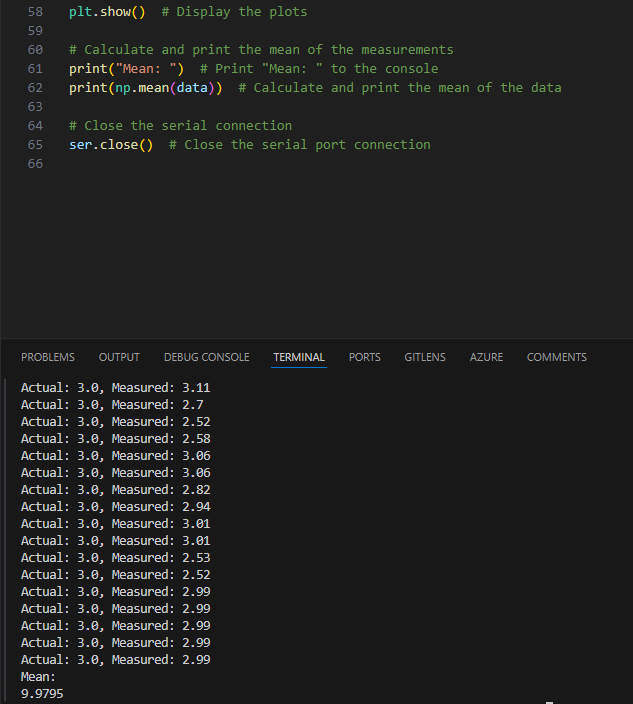 58 plt.show()  # Display the plots
59
60 # Calculate and print the mean of the measurements
61 print("Mean: ")  # Print "Mean: " to the console
62 print(np.mean(data))  # Calculate and print the mean of the data
63
64 # Close the serial connection
65 ser.close()  # Close the serial port connection
66
PROBLEMS OUTPUT DEBUG CONSOLE TERMINAL PORTS GITLENS AZURE COMMENTS
Actual: 3.0, Measured: 3.11
Actual: 3.0, Measured: 2.7
Actual: 3.0, Measured: 2.52
Actual: 3.0, Measured: 2.58
Actual: 3.0, Measured: 3.06
Actual: 3.0, Measured: 3.06
Actual: 3.0, Measured: 2.82
Actual: 3.0, Measured: 2.94
Actual: 3.0, Measured: 3.01
Actual: 3.0, Measured: 3.01
Actual: 3.0, Measured: 2.53
Actual: 3.0, Measured: 2.52
Actual: 3.0, Measured: 2.99
Actual: 3.0, Measured: 2.99
Actual: 3.0, Measured: 2.99
Actual: 3.0, Measured: 2.99
Actual: 3.0, Measured: 2.99
Mean:
9.9795